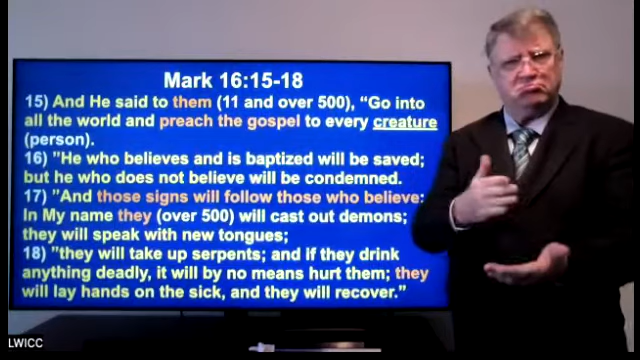 Mark 16:15-18
15) And He said to them (11 and over 500), “Go into
all the world and preach the gospel to every creature
(person).
16) ”He who believes and is baptized will be saved;
but he who does not believe will be condemned.
17) ”And those signs will follow those who believe:
In My name they (over 500) will cast out demons;
they will speak with new tongues;
18) ”they will take up serpents; and if they drink
anything deadly, it will by no means hurt them; they
will lay hands on the sick, and they will recover.”
LWICC